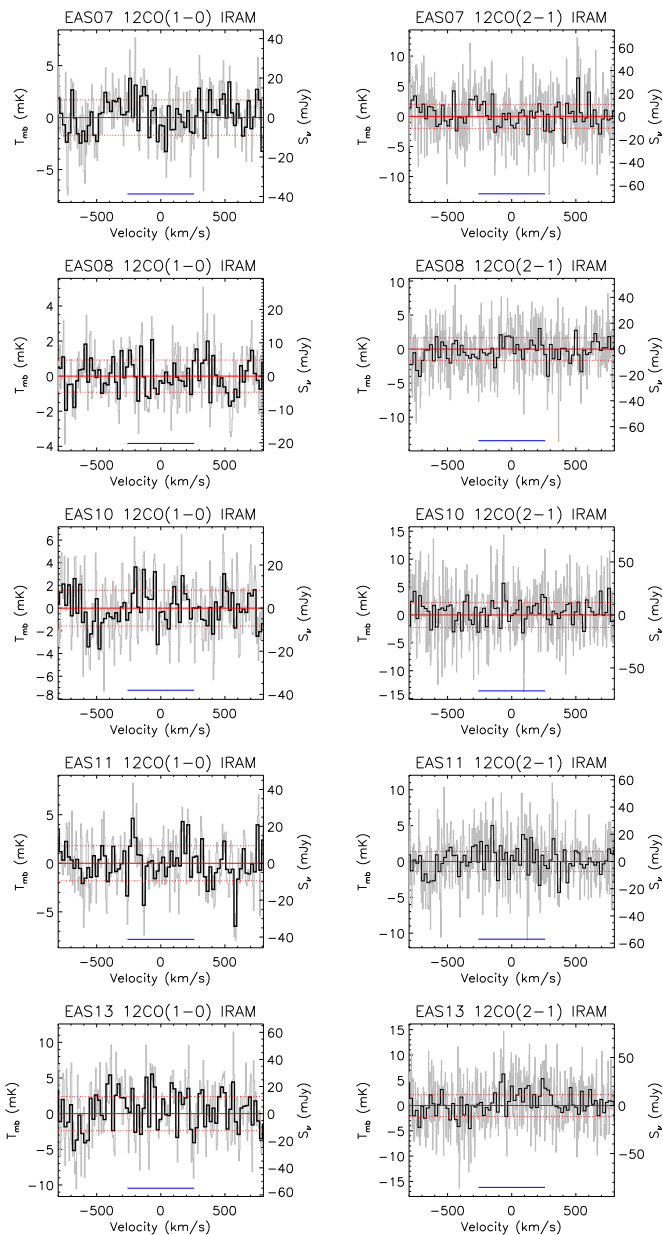 EAS07 12CO(1−0) IRAM
T_mb (mK)
5
0
−5
40
20
0
−20
−40
S_ν (mJy)
−500 0 500
Velocity (km/s)
EAS07 12CO(2−1) IRAM
T_mb (mK)
10
5
0
−5
−10
60
40
20
0
−20
−40
−60
S_ν (mJy)
−500 0 500
Velocity (km/s)
EAS08 12CO(1−0) IRAM
T_mb (mK)
4
2
0
−2
−4
20
10
0
−10
−20
S_ν (mJy)
−500 0 500
Velocity (km/s)
EAS08 12CO(2−1) IRAM
T_mb (mK)
10
5
0
−5
−10
40
20
0
−20
−40
−60
S_ν (mJy)
−500 0 500
Velocity (km/s)
EAS10 12CO(1−0) IRAM
T_mb (mK)
6
4
2
0
−2
−4
−6
−8
20
0
−20
−40
S_ν (mJy)
−500 0 500
Velocity (km/s)
EAS10 12CO(2−1) IRAM
T_mb (mK)
15
10
5
0
−5
−10
−15
50
0
−50
S_ν (mJy)
−500 0 500
Velocity (km/s)
EAS11 12CO(1−0) IRAM
T_mb (mK)
5
0
−5
40
20
0
−20
−40
S_ν (mJy)
−500 0 500
Velocity (km/s)
EAS11 12CO(2−1) IRAM
T_mb (mK)
10
5
0
−5
−10
60
40
20
0
−20
−40
−60
S_ν (mJy)
−500 0 500
Velocity (km/s)
EAS13 12CO(1−0) IRAM
T_mb (mK)
10
5
0
−5
−10
60
40
20
0
−20
−40
−60
S_ν (mJy)
−500 0 500
Velocity (km/s)
EAS13 12CO(2−1) IRAM
T_mb (mK)
15
10
5
0
−5
−10
−15
50
0
−50
S_ν (mJy)
−500 0 500
Velocity (km/s)